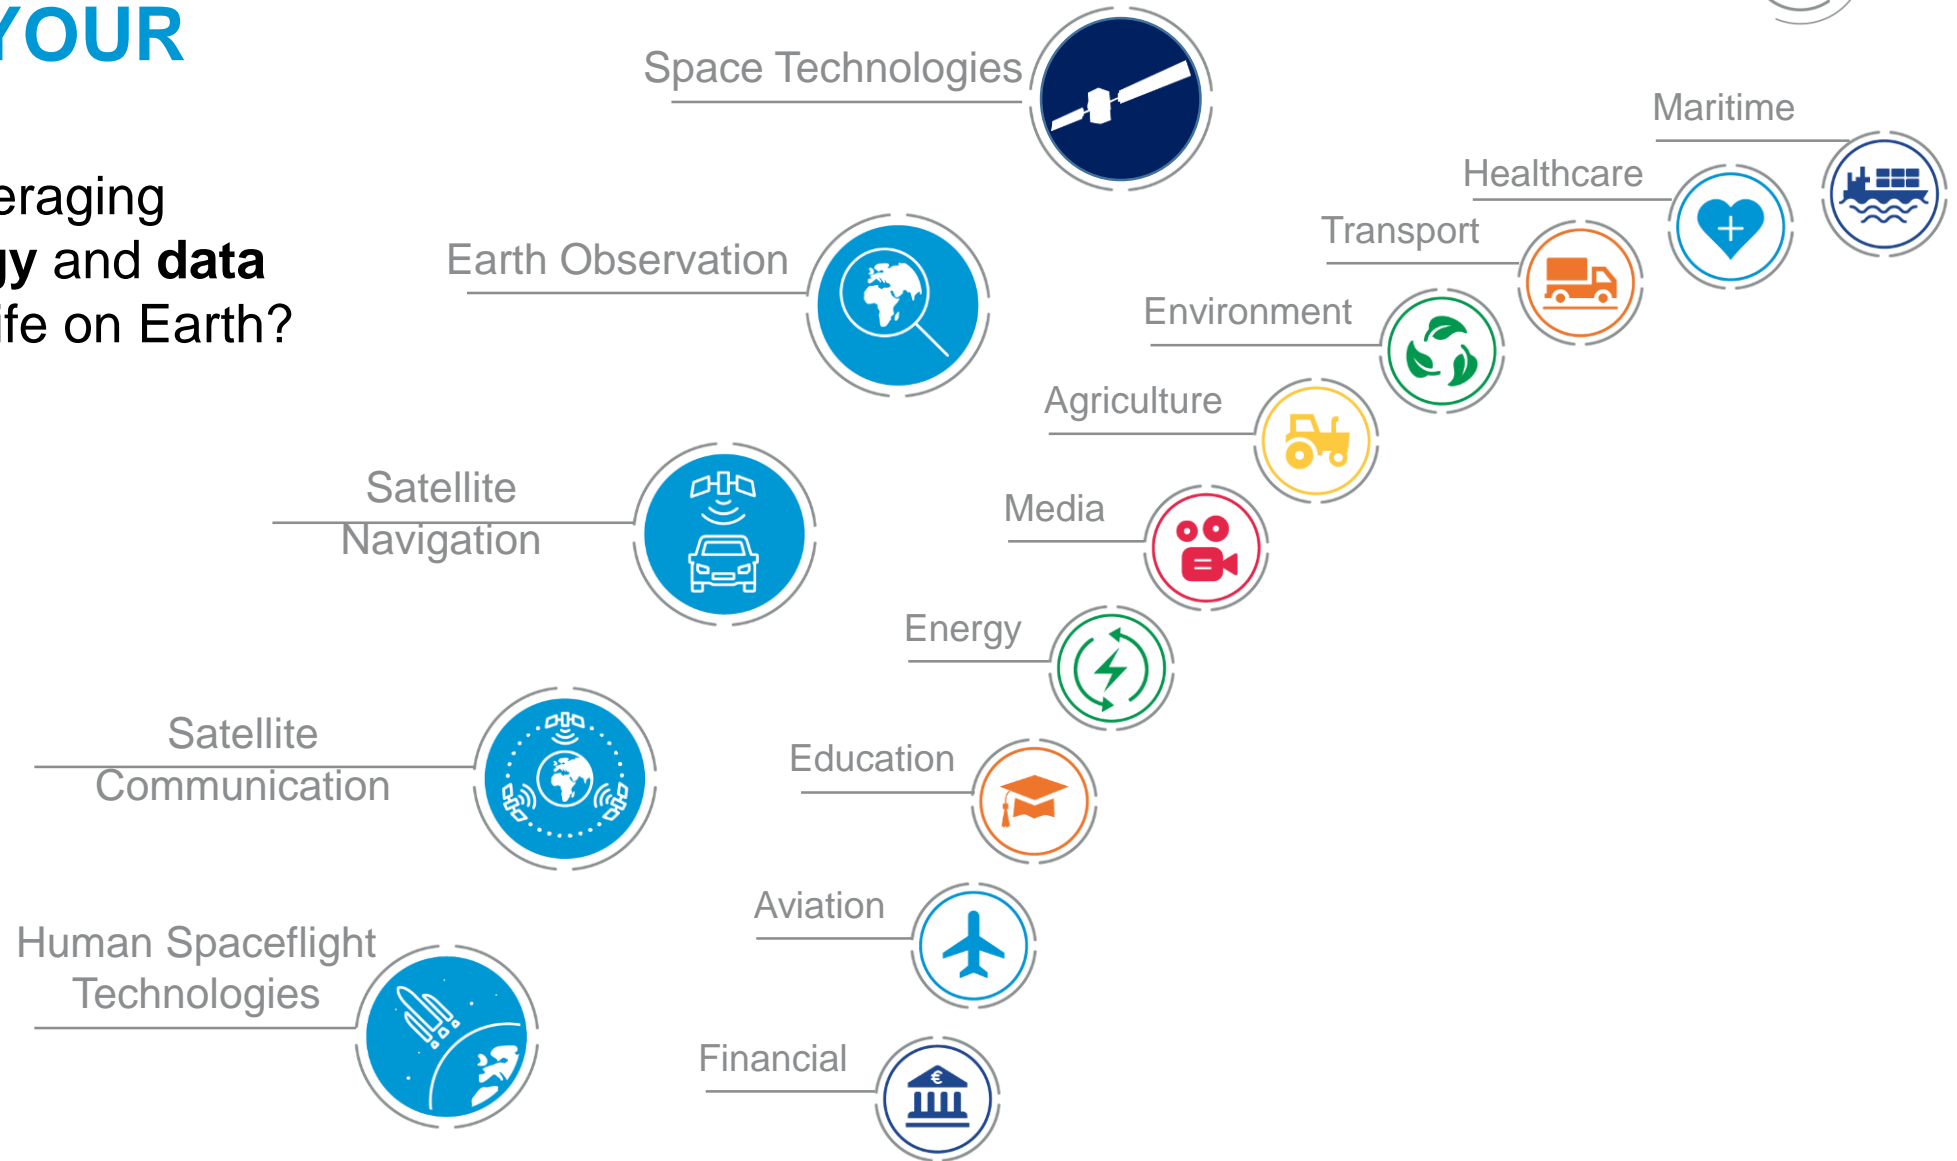 YOUR
eraging
gy and data
ife on Earth?
Space Technologies
Earth Observation
Satellite
Navigation
Satellite
Communication
Human Spaceflight
Technologies
Maritime
Healthcare
Transport
Environment
Agriculture
Media
Energy
Education
Aviation
Financial
€